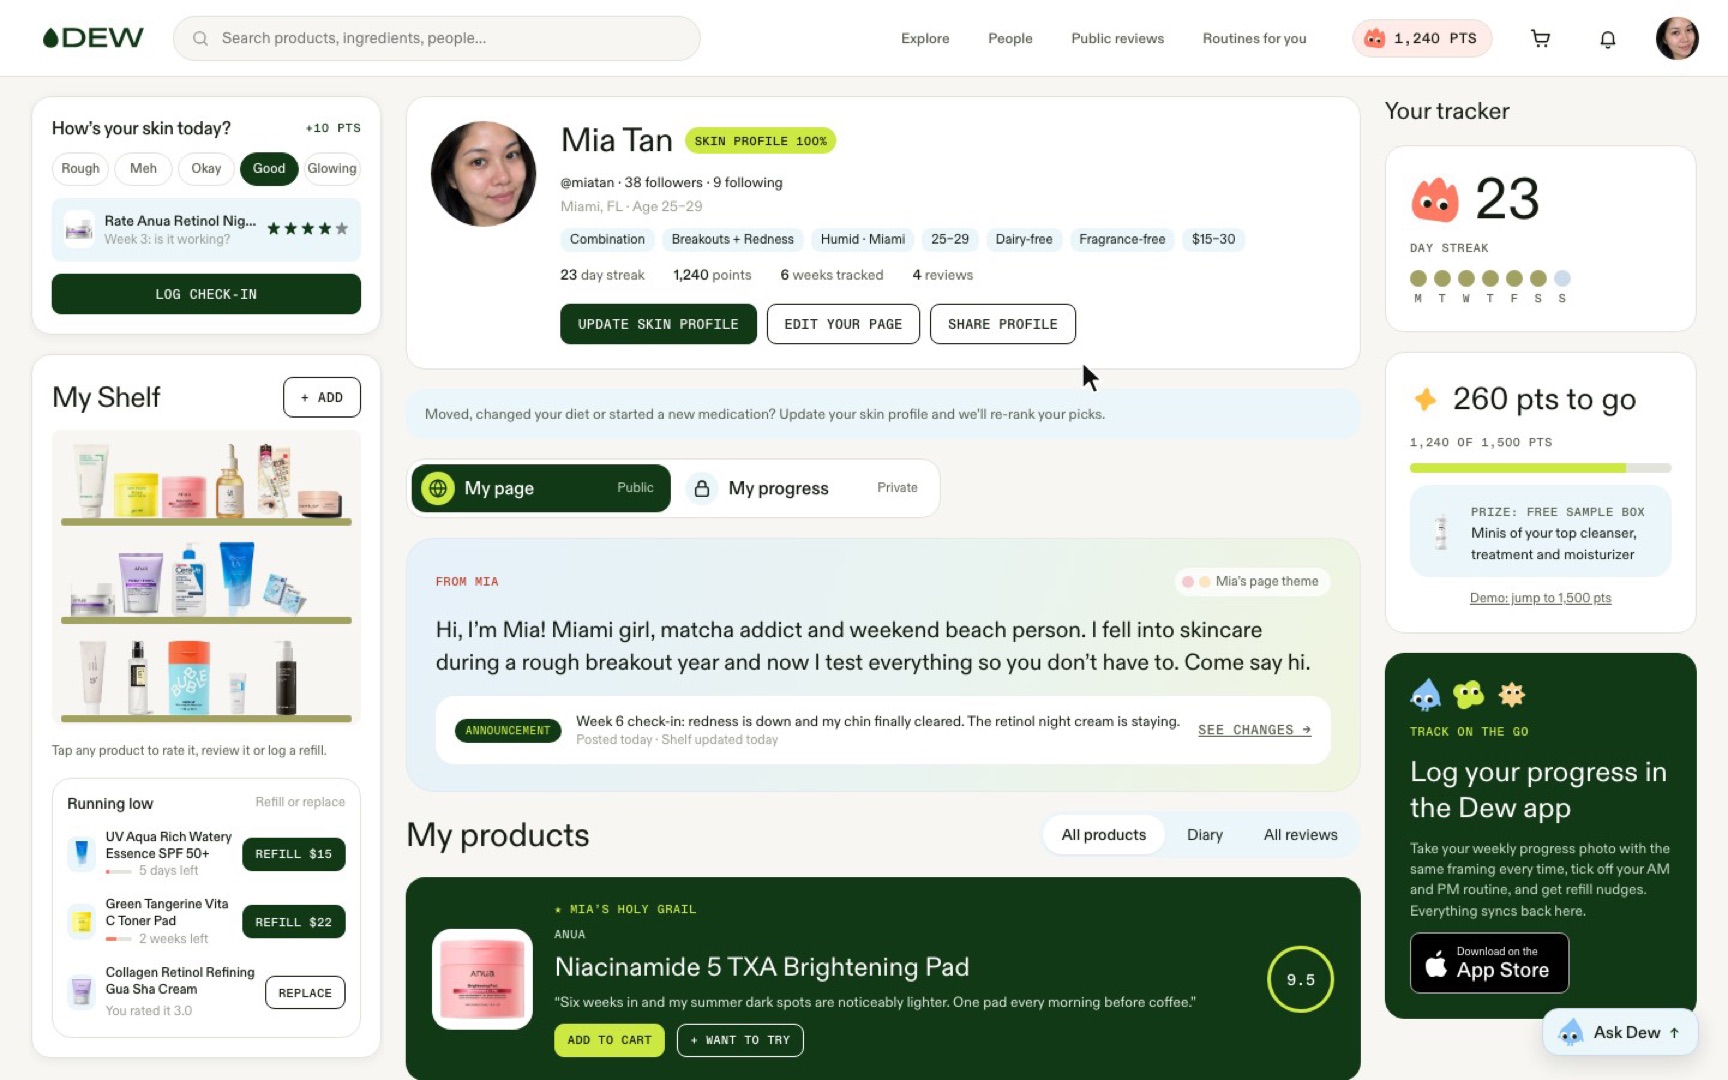 DEW
Search products, ingredients, people...
Explore
People
Public reviews
Routines for you
1,240 PTS
How's your skin today?
+10 PTS
Rough
Meh
Okay
Good
Glowing
Rate Anua Retinol Nig...
Week 3: is it working?
LOG CHECK-IN
My Shelf
+ ADD
Tap any product to rate it, review it or log a refill.
Running low
Refill or replace
UV Aqua Rich Watery
Essence SPF 50+
5 days left
REFILL $15
Green Tangerine Vita
C Toner Pad
2 weeks left
REFILL $22
Collagen Retinol Refining
Gua Sha Cream
You rated it 3.0
REPLACE
Mia Tan
SKIN PROFILE 100%
@miatan · 38 followers · 9 following
Miami, FL · Age 25–29
Combination
Breakouts + Redness
Humid · Miami
25–29
Dairy-free
Fragrance-free
$15–30
23 day streak
1,240 points
6 weeks tracked
4 reviews
UPDATE SKIN PROFILE
EDIT YOUR PAGE
SHARE PROFILE
Moved, changed your diet or started a new medication? Update your skin profile and we'll re-rank your picks.
My page
Public
My progress
Private
FROM MIA
Mia's page theme
Hi, I'm Mia! Miami girl, matcha addict and weekend beach person. I fell into skincare
during a rough breakout year and now I test everything so you don't have to. Come say hi.
ANNOUNCEMENT
Week 6 check-in: redness is down and my chin finally cleared. The retinol night cream is staying.
Posted today · Shelf updated today
SEE CHANGES →
My products
All products
Diary
All reviews
★ MIA'S HOLY GRAIL
ANUA
Niacinamide 5 TXA Brightening Pad
"Six weeks in and my summer dark spots are noticeably lighter. One pad every morning before coffee."
ADD TO CART
+ WANT TO TRY
9.5
Your tracker
23
DAY STREAK
M T W T F S S
260 pts to go
1,240 OF 1,500 PTS
PRIZE: FREE SAMPLE BOX
Minis of your top cleanser,
treatment and moisturizer
Demo: jump to 1,500 pts
TRACK ON THE GO
Log your progress in
the Dew app
Take your weekly progress photo with the
same framing every time, tick off your AM
and PM routine, and get refill nudges.
Everything syncs back here.
Download on the
App Store
Ask Dew ↑